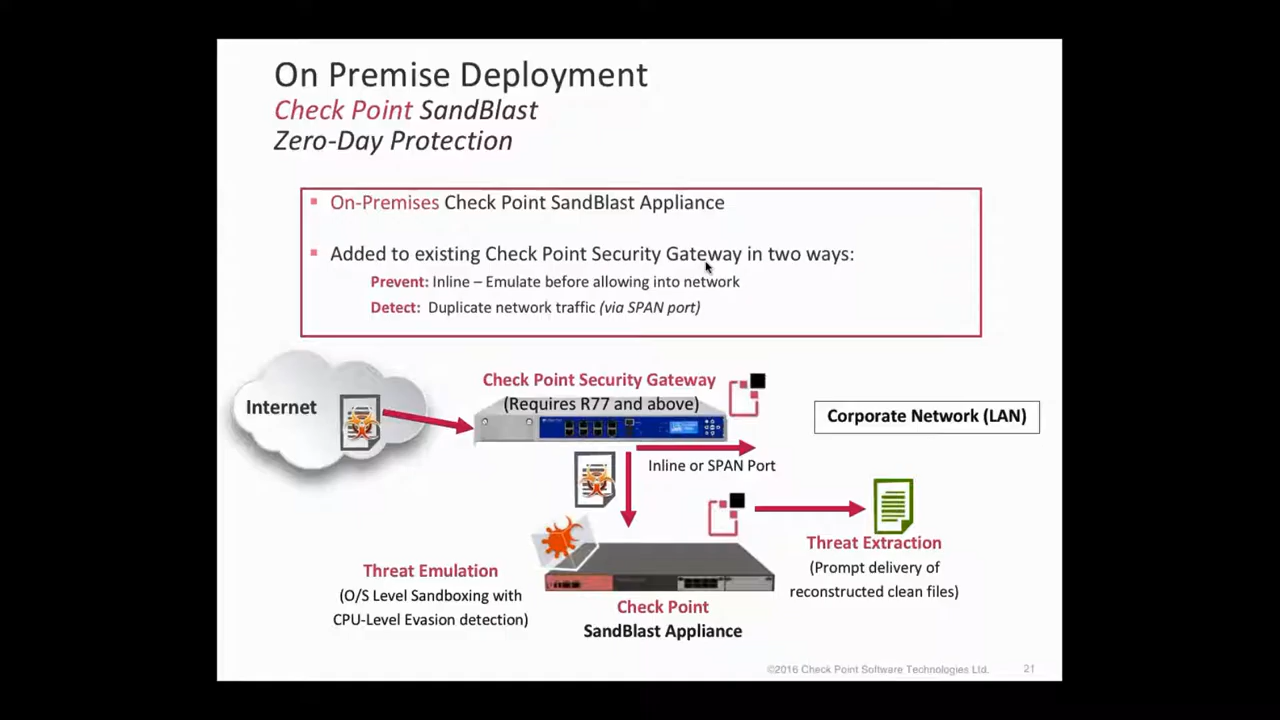 On Premise Deployment
Check Point SandBlast
Zero-Day Protection
On-Premises Check Point SandBlast Appliance
Added to existing Check Point Security Gateway in two ways:
Prevent: Inline – Emulate before allowing into network
Detect: Duplicate network traffic (via SPAN port)
Internet
Check Point Security Gateway
(Requires R77 and above)
Corporate Network (LAN)
Inline or SPAN Port
Threat Emulation
(O/S Level Sandboxing with
CPU-Level Evasion detection)
Check Point
SandBlast Appliance
Threat Extraction
(Prompt delivery of
reconstructed clean files)
©2016 Check Point Software Technologies Ltd.
21